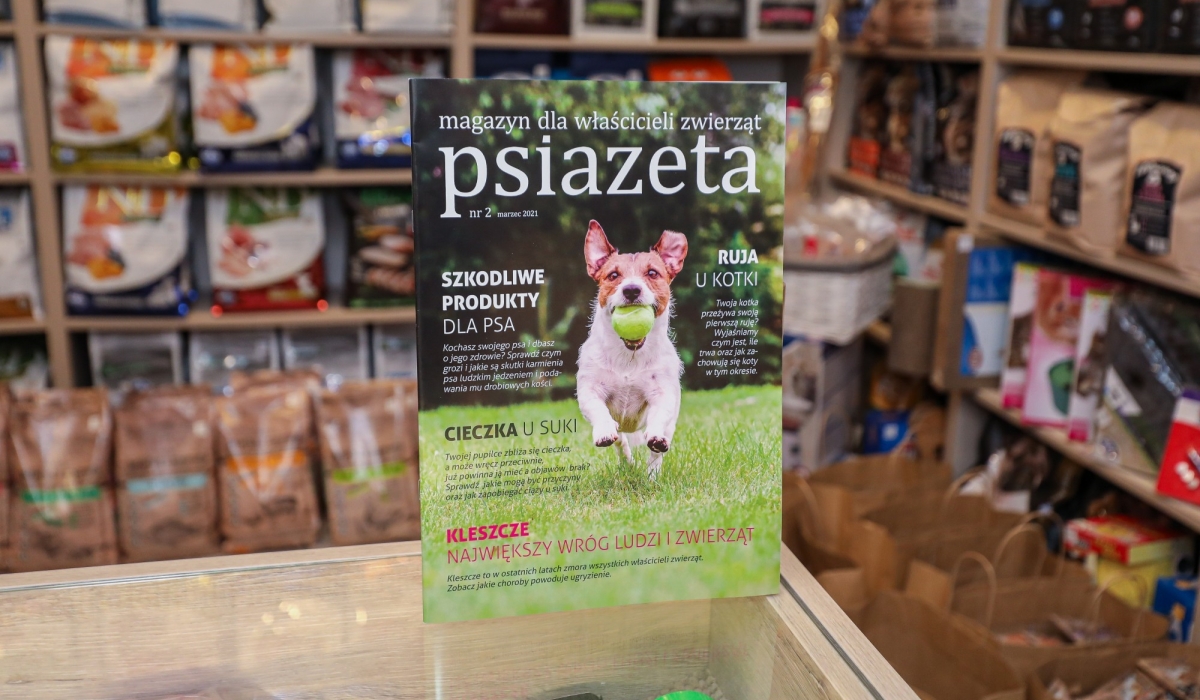 magazyn dla właścicieli zwierząt
psiazeta
nr 2 marzec 2021
SZKODLIWE
PRODUKTY
DLA PSA
Kochasz swojego psa i dbasz
o jego zdrowie? Sprawdź czym
grozi i jakie są skutki karmienia
psa ludzkim jedzeniem i poda-
wania mu drobiowych kości.
RUJA
U KOTKI
Twoja kotka
przeżywa swoją
pierwszą ruję?
Wyjaśniamy
czym jest, ile
trwa oraz jak za-
chowują się koty
w tym okresie.
CIECZKA U SUKI
Twojej pupilce zbliża się cieczka,
a może wręcz przeciwnie,
już powinna ją mieć a objawów brak?
Sprawdź jakie mogą być przyczyny
oraz jak zapobiegać ciąży u suki.
KLESZCZE
NAJWIĘKSZY WRÓG LUDZI I ZWIERZĄT
Kleszcze to w ostatnich latach zmora wszystkich właścicieli zwierząt.
Zobacz jakie choroby powoduje ugryzienie.